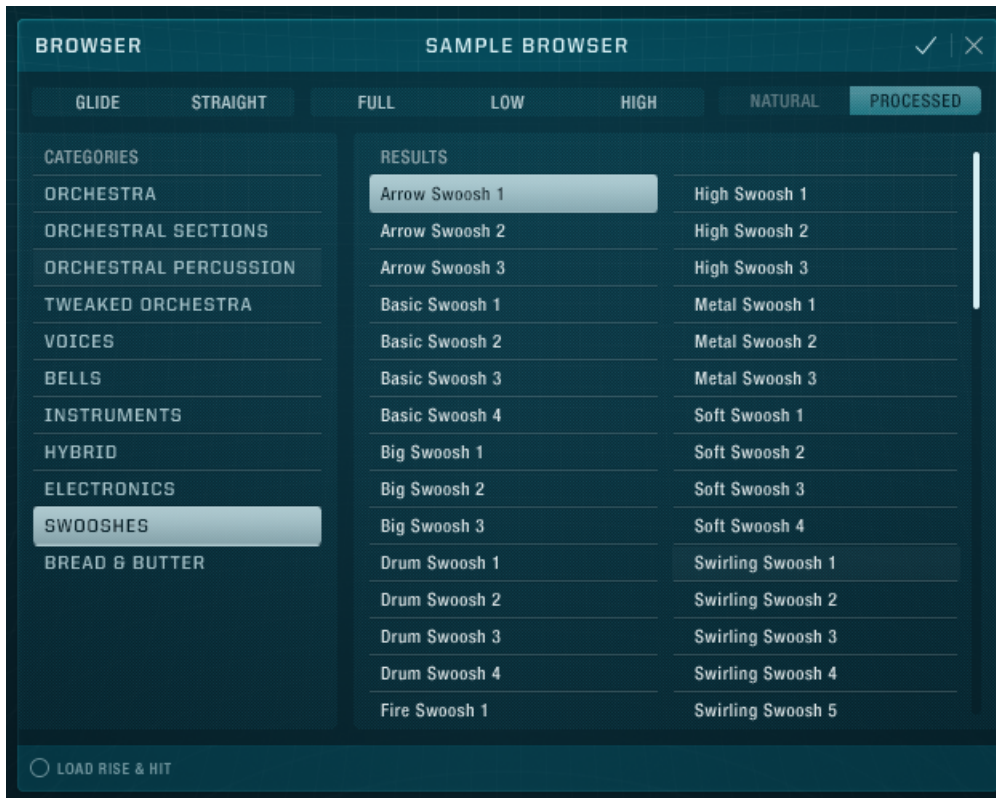 BROWSER SAMPLE BROWSER
GLIDE STRAIGHT FULL LOW HIGH NATURAL PROCESSED
CATEGORIES
ORCHESTRA
ORCHESTRAL SECTIONS
ORCHESTRAL PERCUSSION
TWEAKED ORCHESTRA
VOICES
BELLS
INSTRUMENTS
HYBRID
ELECTRONICS
SWOOSHES
BREAD & BUTTER
RESULTS
Arrow Swoosh 1
Arrow Swoosh 2
Arrow Swoosh 3
Basic Swoosh 1
Basic Swoosh 2
Basic Swoosh 3
Basic Swoosh 4
Big Swoosh 1
Big Swoosh 2
Big Swoosh 3
Drum Swoosh 1
Drum Swoosh 2
Drum Swoosh 3
Drum Swoosh 4
Fire Swoosh 1
High Swoosh 1
High Swoosh 2
High Swoosh 3
Metal Swoosh 1
Metal Swoosh 2
Metal Swoosh 3
Soft Swoosh 1
Soft Swoosh 2
Soft Swoosh 3
Soft Swoosh 4
Swirling Swoosh 1
Swirling Swoosh 2
Swirling Swoosh 3
Swirling Swoosh 4
Swirling Swoosh 5
LOAD RISE & HIT